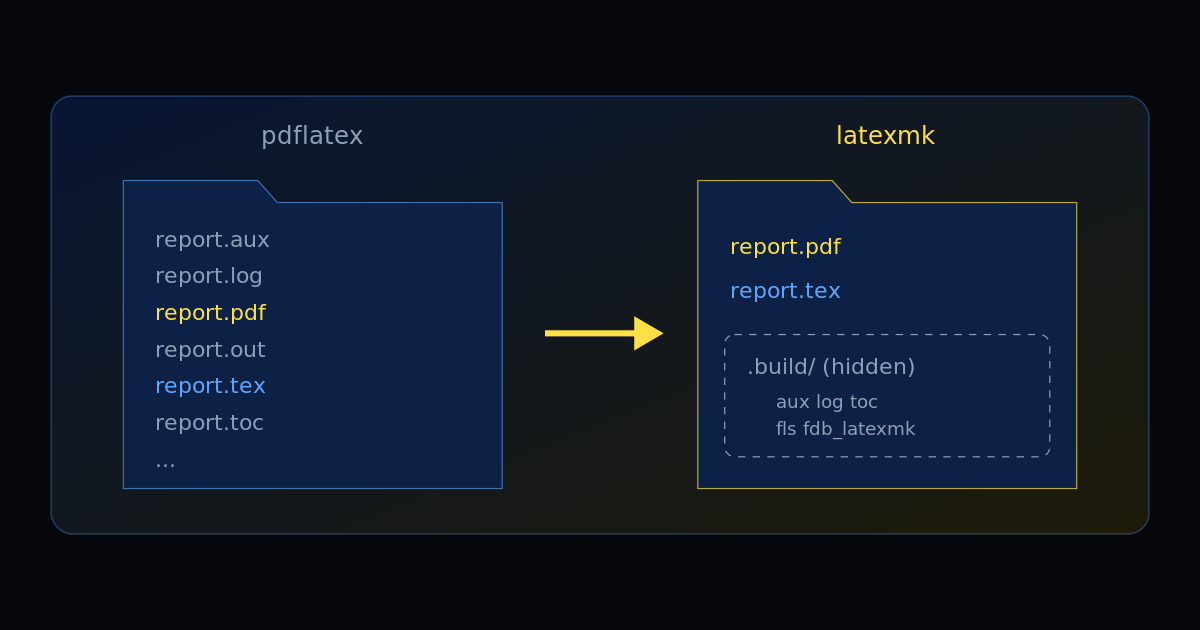 pdflatex
report.aux
report.log
report.pdf
report.out
report.tex
report.toc
...
latexmk
report.pdf
report.tex
.build/ (hidden)
aux log toc
fls fdb_latexmk